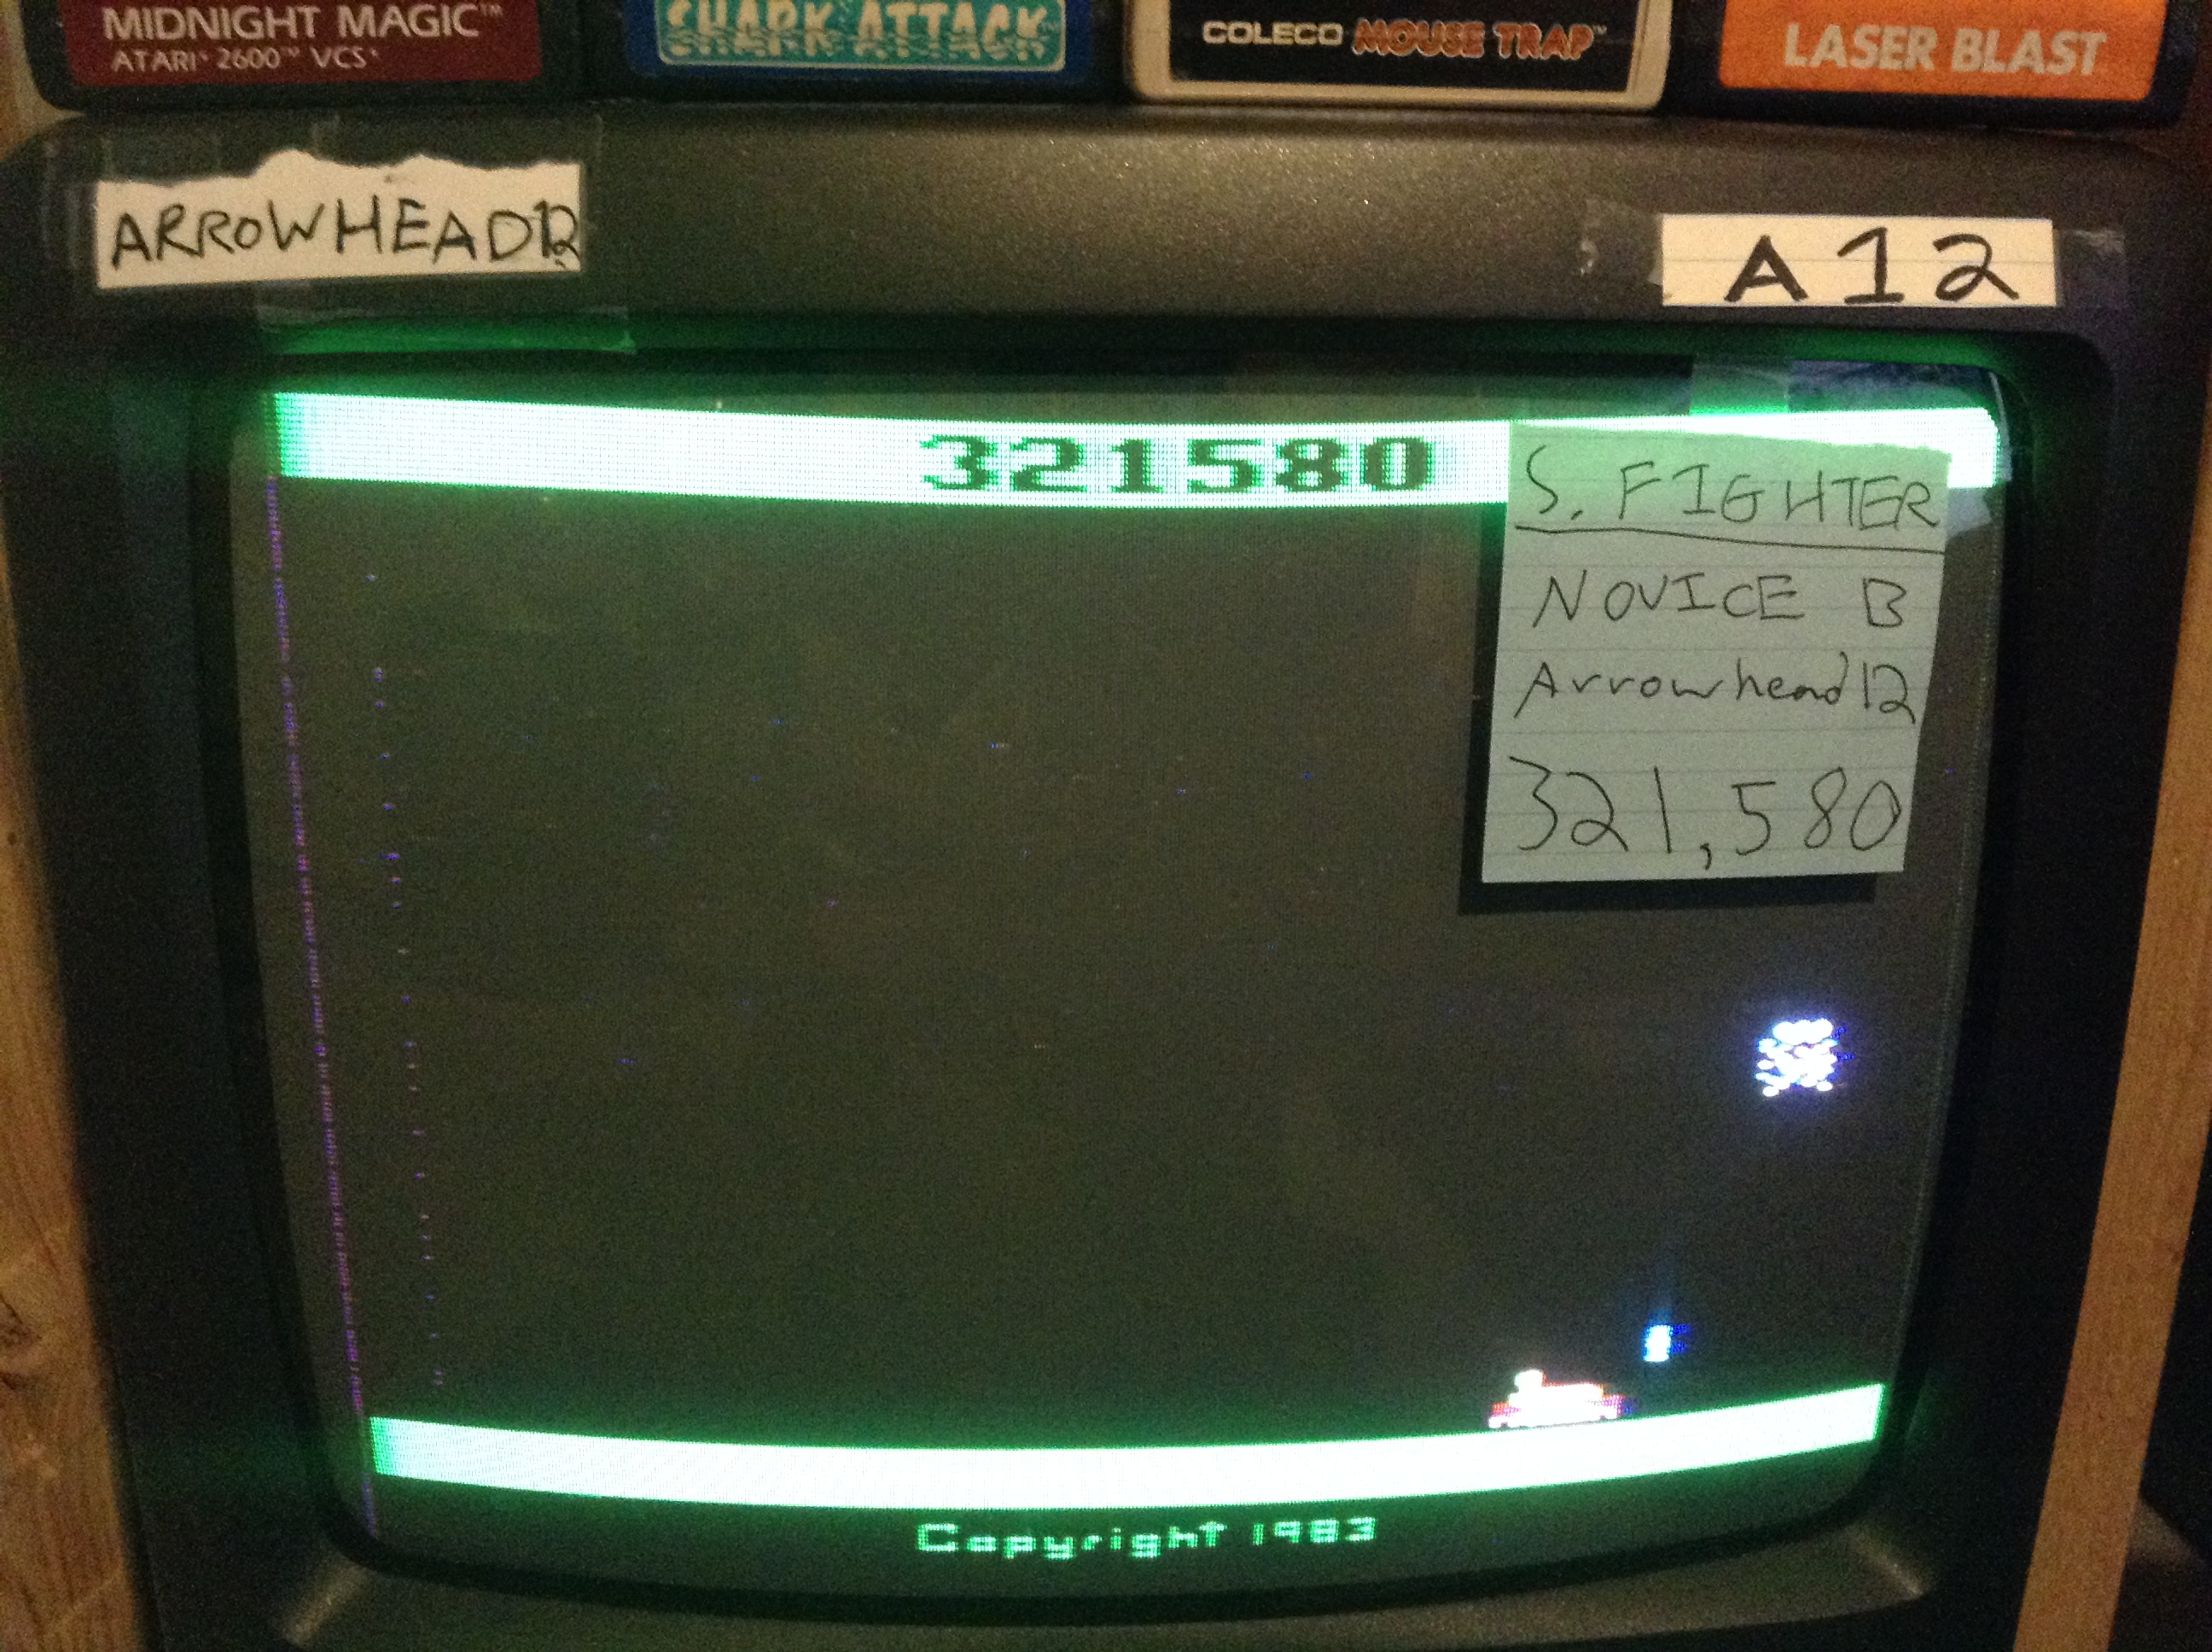 MIDNIGHT MAGIC™
ATARI® 2600™ VCS®
SHARK ATTACK™
COLECO MOUSE TRAP™
LASER BLAST
ARROWHEAD12
A12
321580
S. FIGHTER
NOVICE B
Arrowhead12
321,580
Copyright 1983